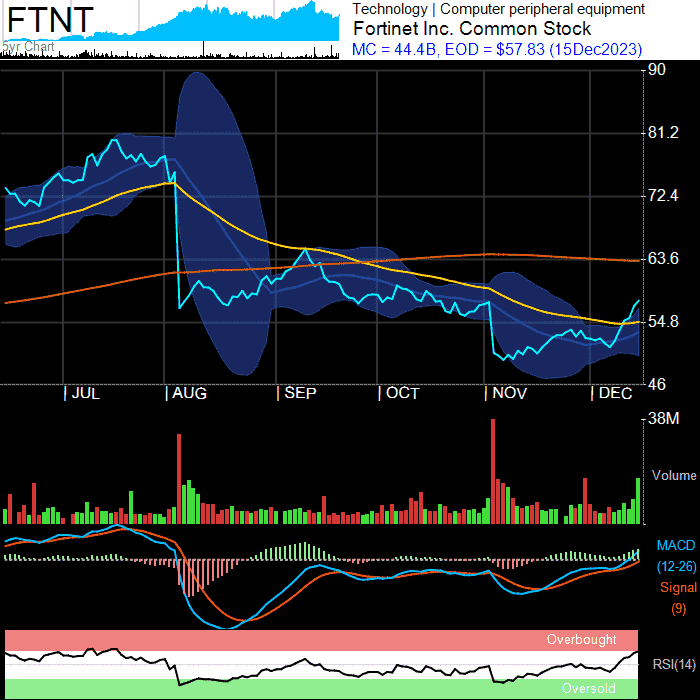 FTNT
5yr Chart
Technology | Computer peripheral equipment
Fortinet Inc. Common Stock
MC = 44.4B, EOD = $57.83 (15Dec2023)
90
81.2
72.4
63.6
54.8
46
| JUL | AUG | SEP | OCT | NOV | DEC
38M
Volume
MACD
(12-26)
Signal
(9)
Overbought
RSI(14)
Oversold